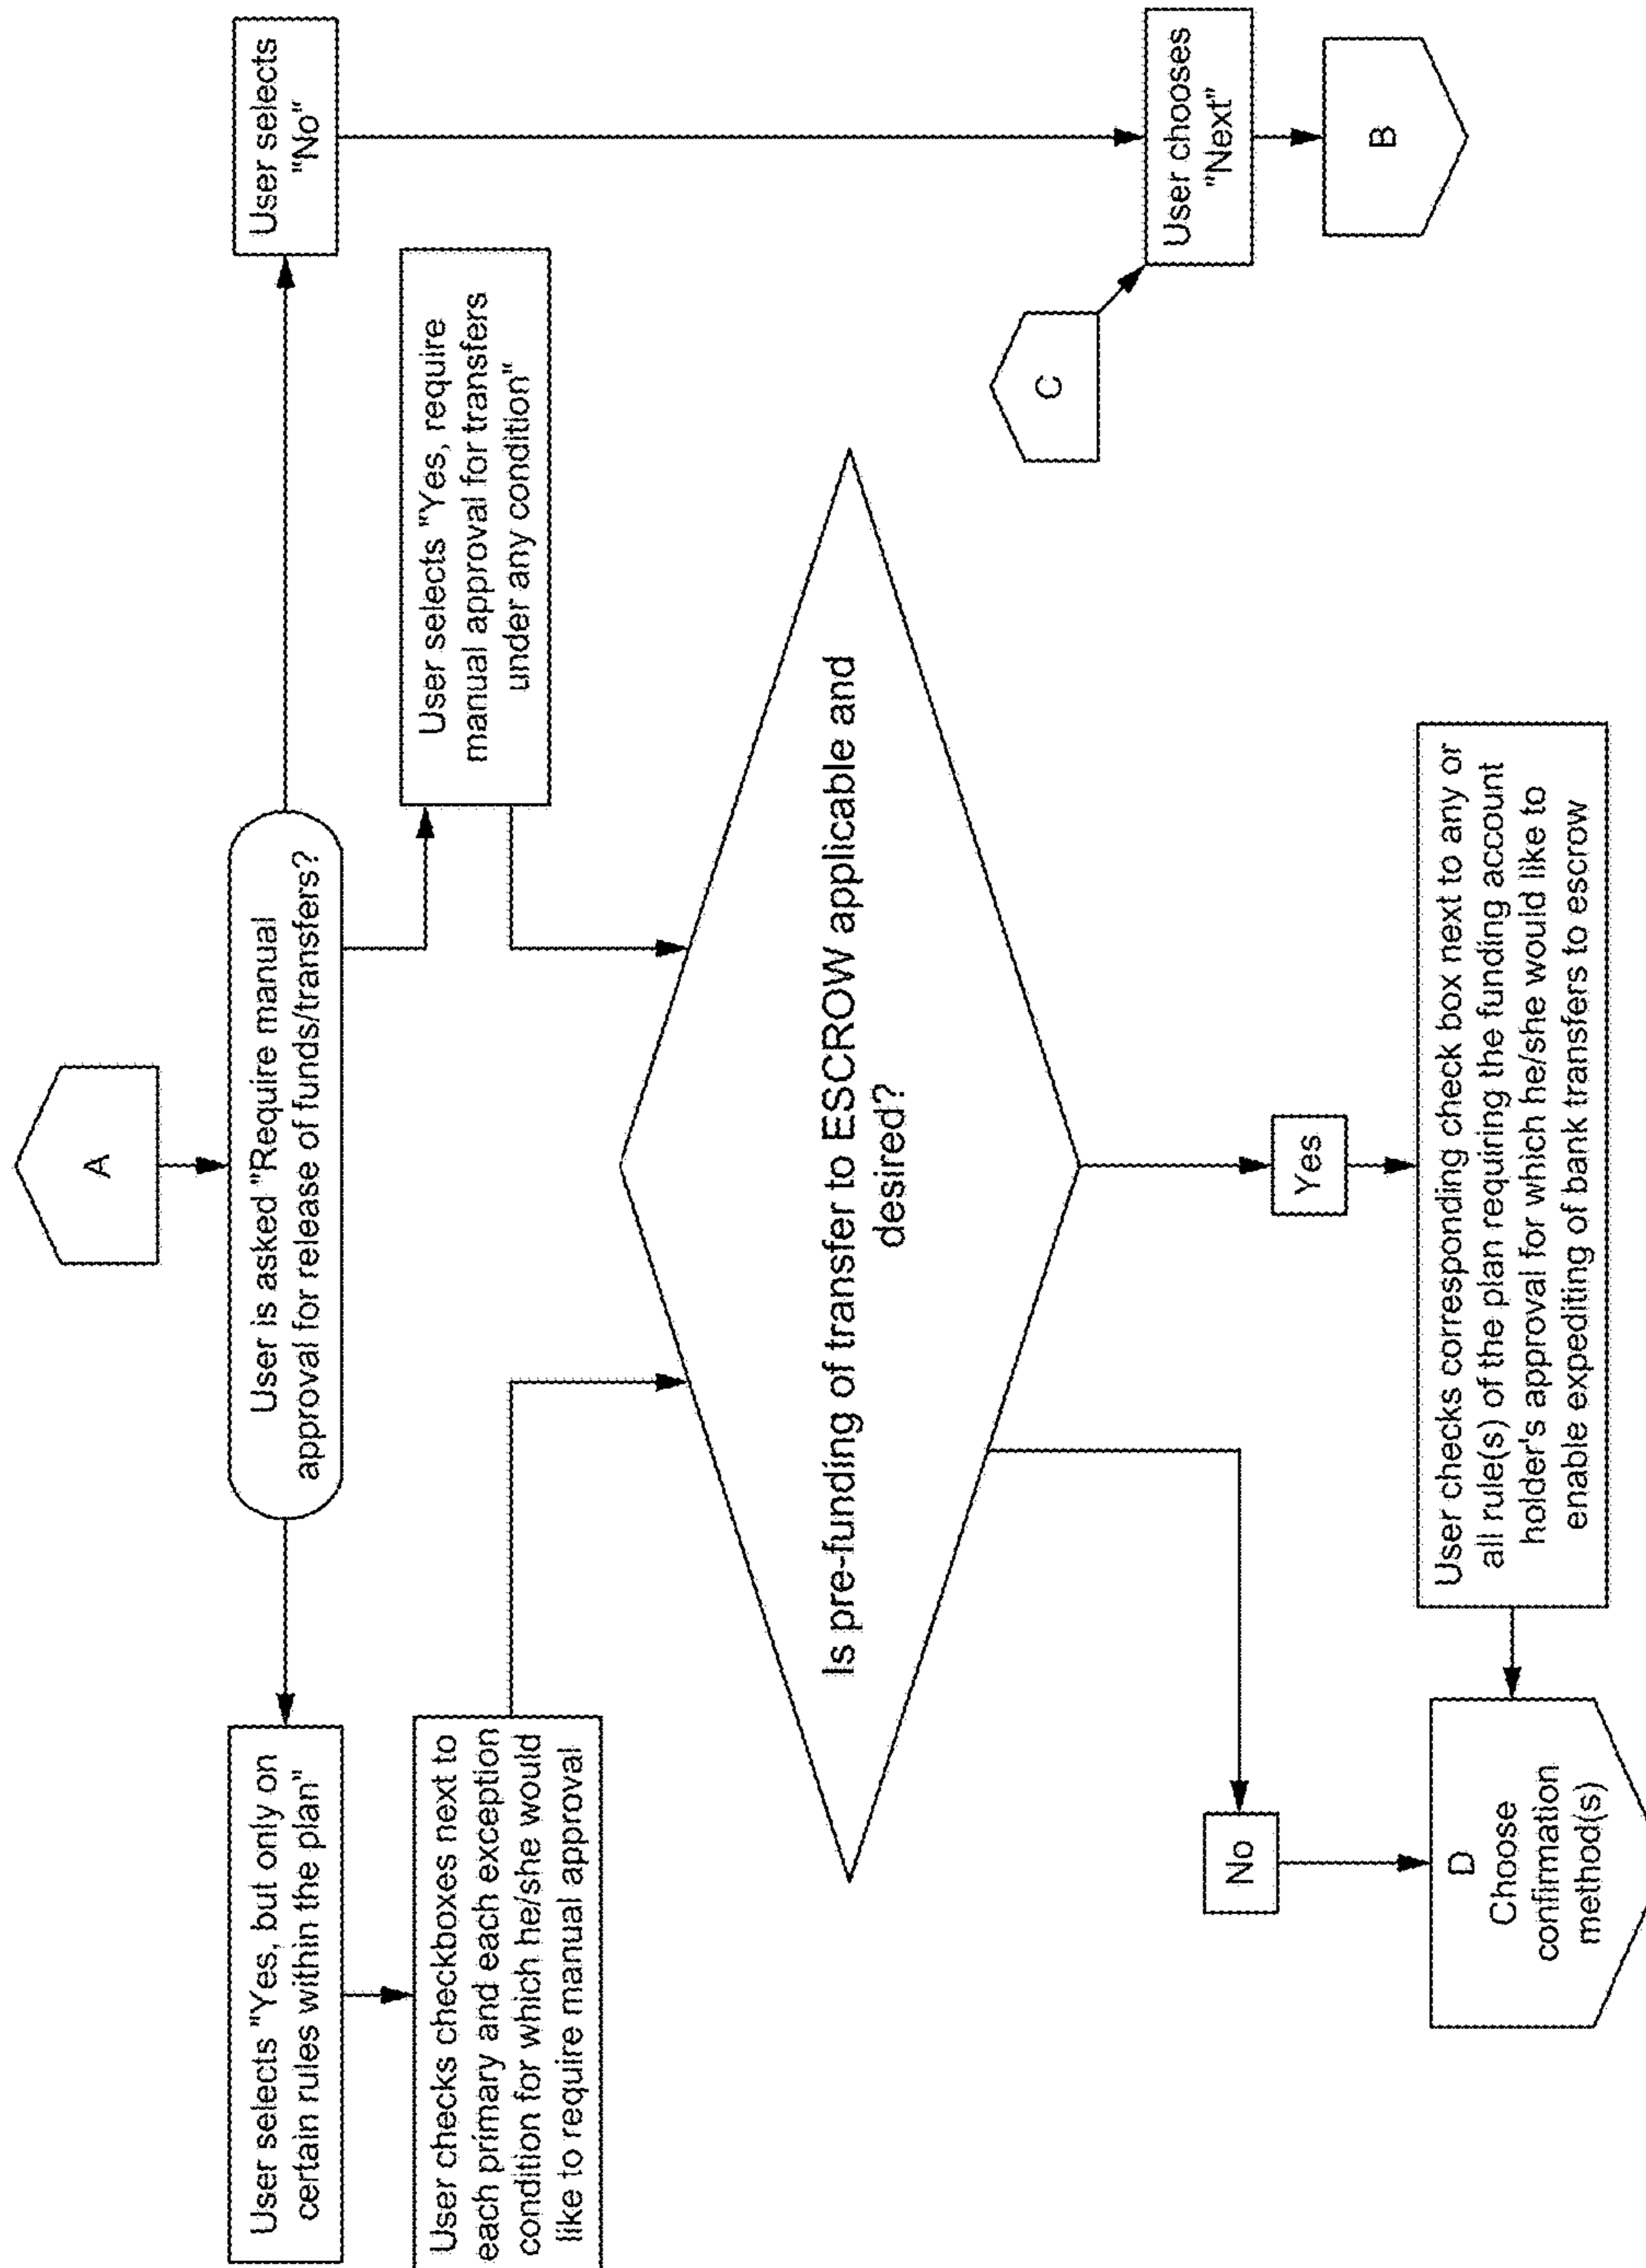 A
User is asked "Require manual
approval for release of funds/transfers?
User selects "Yes, but only on
certain rules within the plan"
User selects
"No"
User checks checkboxes next to
each primary and each exception
condition for which he/she would
like to require manual approval
User selects "Yes, require
manual approval for transfers
under any condition"
Is pre-funding of transfer to ESCROW applicable and
desired?
C
User chooses
"Next"
B
No
Yes
D
Choose
confirmation
method(s)
User checks corresponding check box next to any or
all rule(s) of the plan requiring the funding account
holder's approval for which he/she would like to
enable expediting of bank transfers to escrow